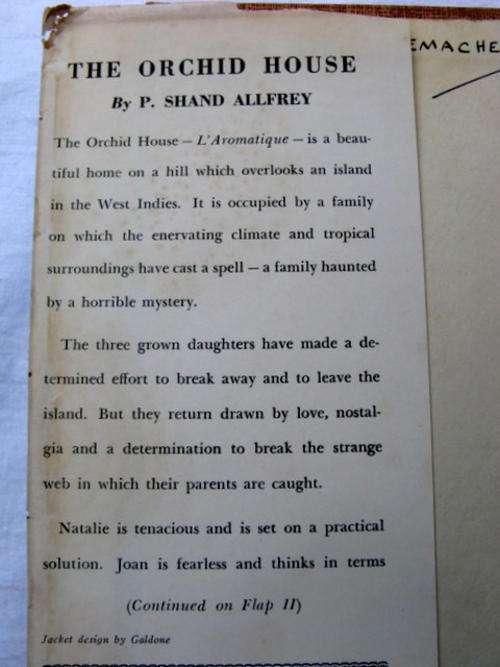 THE ORCHID HOUSE
By P. SHAND ALLFREY
The Orchid House – L'Aromatique – is a beau-
tiful home on a hill which overlooks an island
in the West Indies. It is occupied by a family
on which the enervating climate and tropical
surroundings have cast a spell – a family haunted
by a horrible mystery.
The three grown daughters have made a de-
termined effort to break away and to leave the
island. But they return drawn by love, nostal-
gia and a determination to break the strange
web in which their parents are caught.
Natalie is tenacious and is set on a practical
solution. Joan is fearless and thinks in terms
(Continued on Flap II)
Jacket design by Galdone
EMACHE